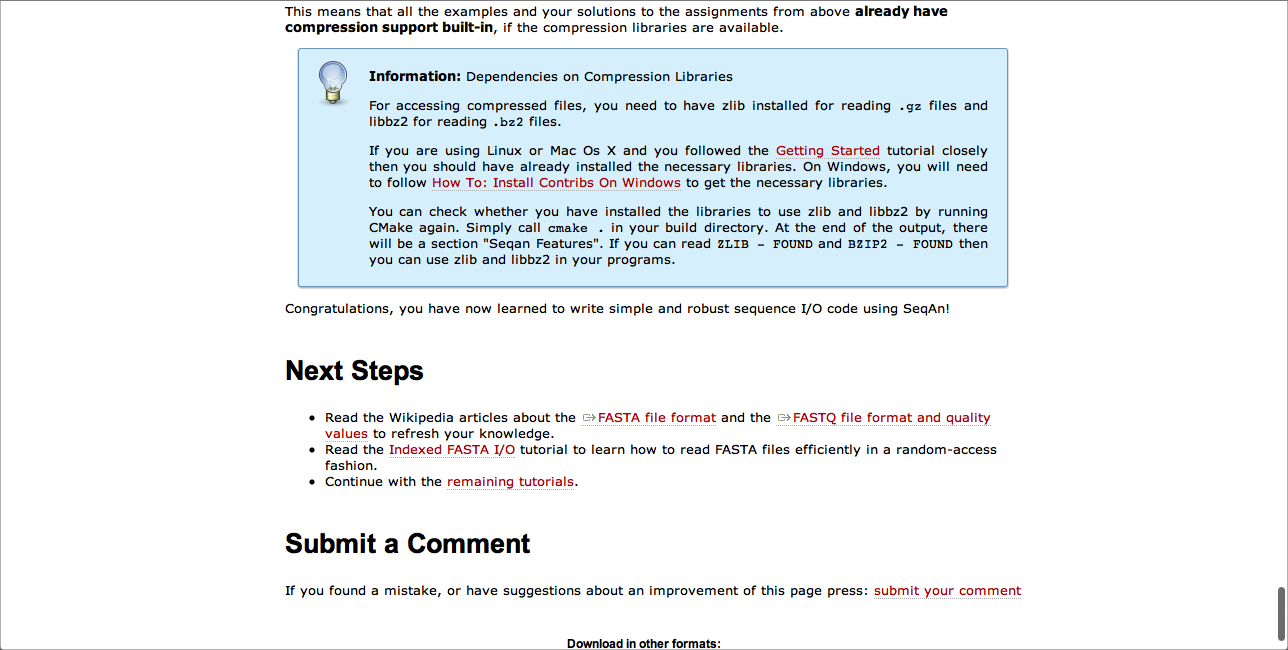 This means that all the examples and your solutions to the assignments from above already have
compression support built-in, if the compression libraries are available.
Information: Dependencies on Compression Libraries
For accessing compressed files, you need to have zlib installed for reading .gz files and
libbz2 for reading .bz2 files.
If you are using Linux or Mac Os X and you followed the Getting Started tutorial closely
then you should have already installed the necessary libraries. On Windows, you will need
to follow How To: Install Contribs On Windows to get the necessary libraries.
You can check whether you have installed the libraries to use zlib and libbz2 by running
CMake again. Simply call cmake . in your build directory. At the end of the output, there
will be a section "Seqan Features". If you can read ZLIB - FOUND and BZIP2 - FOUND then
you can use zlib and libbz2 in your programs.
Congratulations, you have now learned to write simple and robust sequence I/O code using SeqAn!
Next Steps
• Read the Wikipedia articles about the FASTA file format and the FASTQ file format and quality
values to refresh your knowledge.
• Read the Indexed FASTA I/O tutorial to learn how to read FASTA files efficiently in a random-access
fashion.
• Continue with the remaining tutorials.
Submit a Comment
If you found a mistake, or have suggestions about an improvement of this page press: submit your comment
Download in other formats: